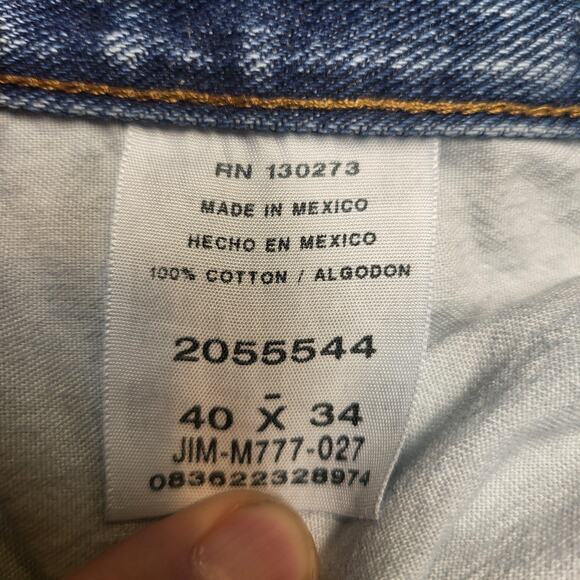 RN 130273
MADE IN MEXICO
HECHO EN MEXICO
100% COTTON / ALGODON
2055544
-
40 X 34
JIM-M777-027
083622328974